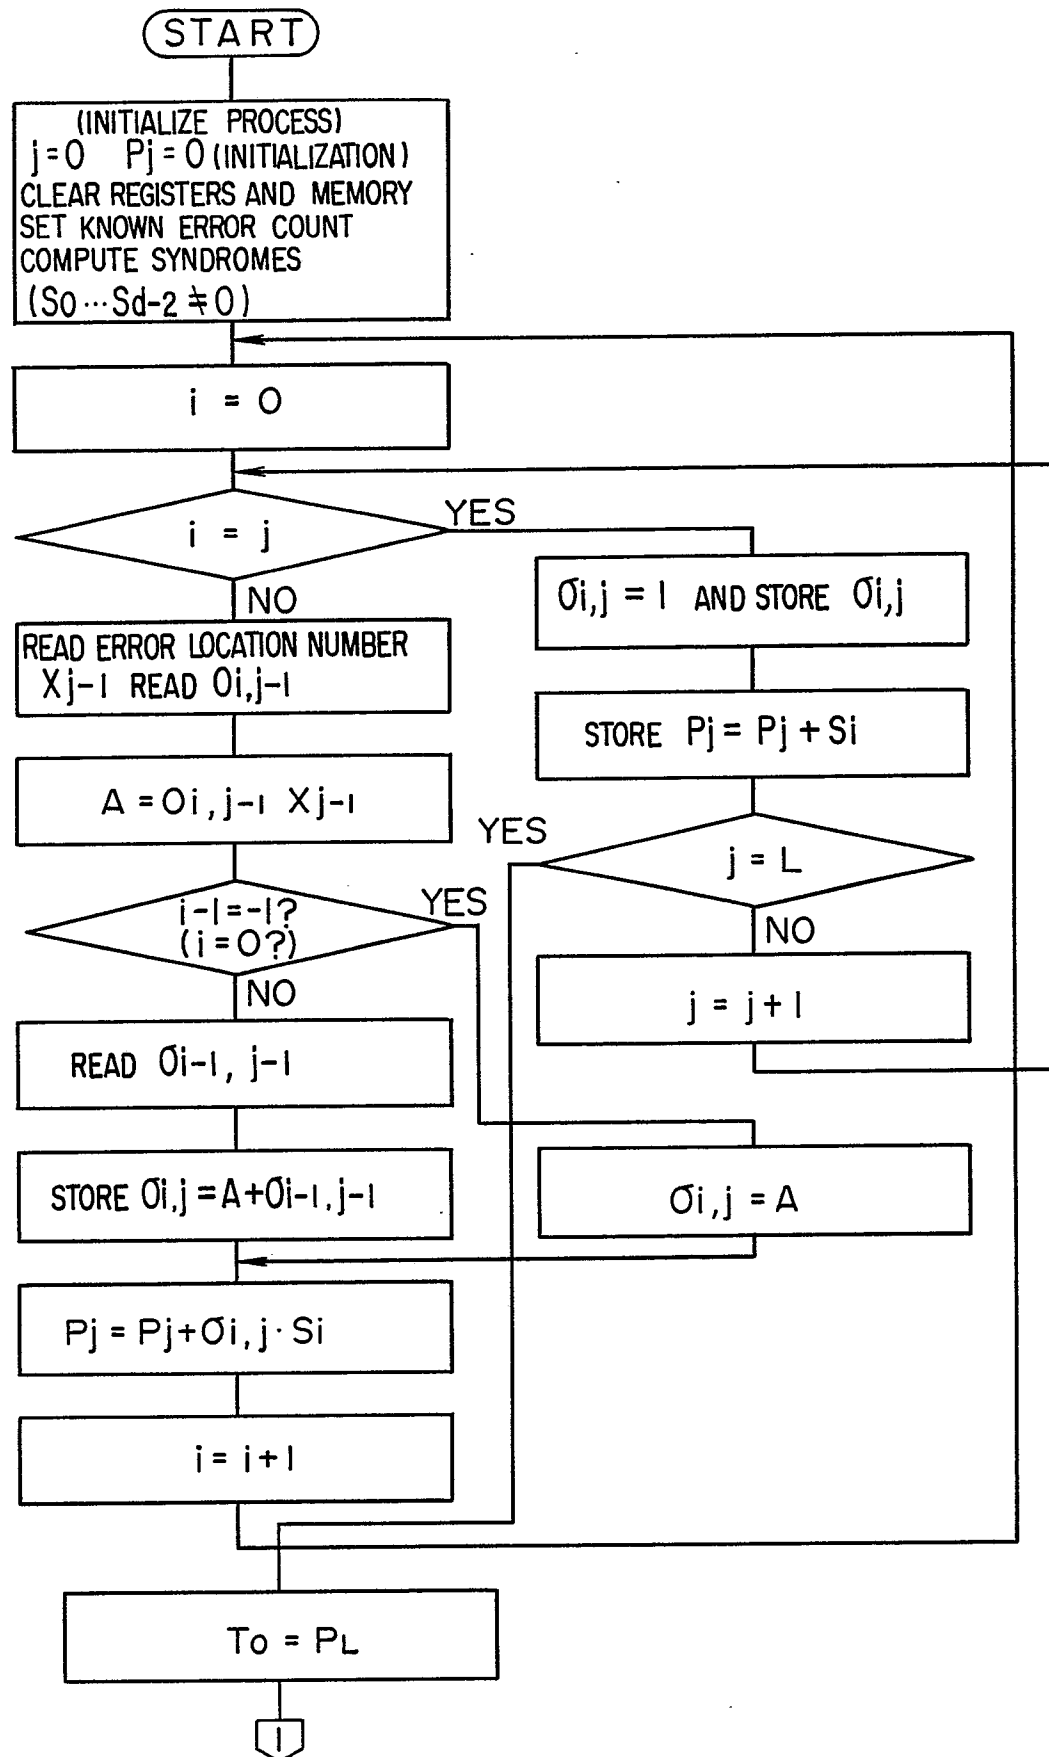 START
(INITIALIZE PROCESS)
j=0 Pj=0 (INITIALIZATION)
CLEAR REGISTERS AND MEMORY
SET KNOWN ERROR COUNT
COMPUTE SYNDROMES
(S0···Sd-2≠0)
i = 0
i = j
YES
NO
σi,j = 1 AND STORE σi,j
READ ERROR LOCATION NUMBER
Xj-1 READ Oi,j-1
STORE Pj = Pj + Si
A = Oi,j-1 Xj-1
YES
j = L
NO
i-1=-1?
(i=0?)
YES
NO
j = j+1
READ σi-1, j-1
STORE σi,j = A+σi-1, j-1
σi,j = A
Pj = Pj+σi,j·Si
i = i+1
To = PL
1